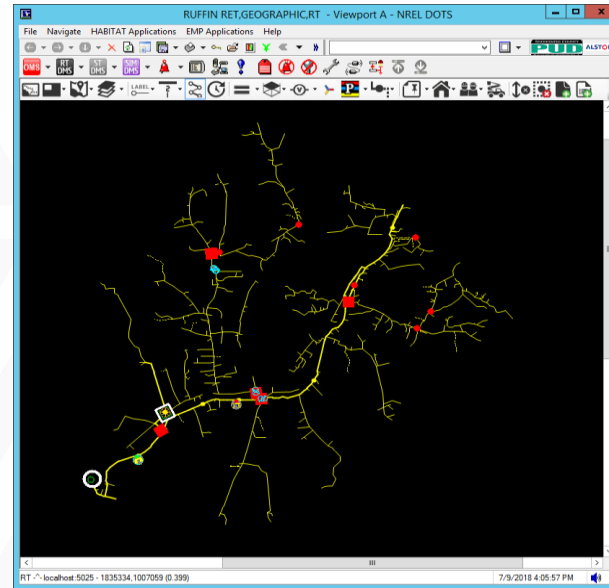 RUFFIN RET,GEOGRAPHIC,RT - Viewport A - NREL DOTS
File Navigate HABITAT Applications EMP Applications Help
PUD ALSTOM
OMS RT DMS ST DMS SIM DMS
LABEL P
RT -^- localhost:5025 - 1835334,1007059 (0.399) 7/9/2018 4:05:57 PM